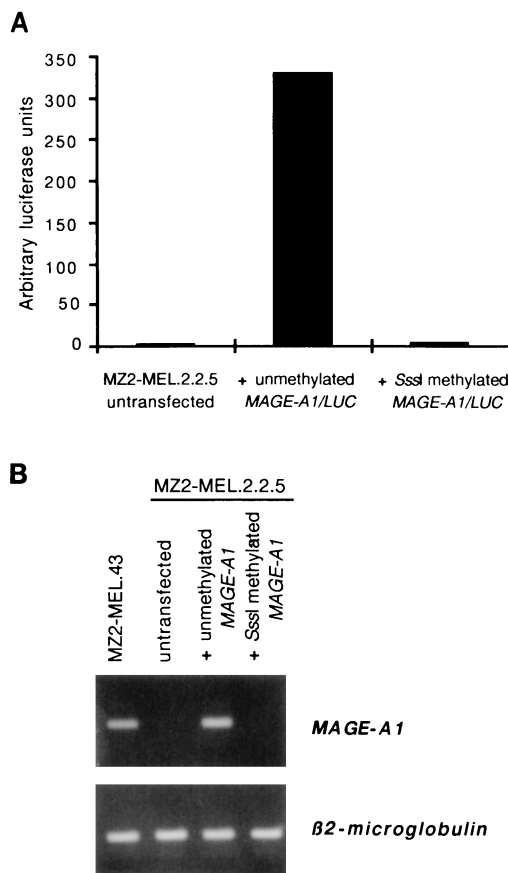 A
Arbitrary luciferase units
350
300
250
200
150
100
50
0
MZ2-MEL.2.2.5
untransfected
+ unmethylated
MAGE-A1/LUC
+ SssI methylated
MAGE-A1/LUC
B
MZ2-MEL.2.2.5
MZ2-MEL.43
untransfected
+ unmethylated
MAGE-A1
+ SssI methylated
MAGE-A1
MAGE-A1
ß2-microglobulin